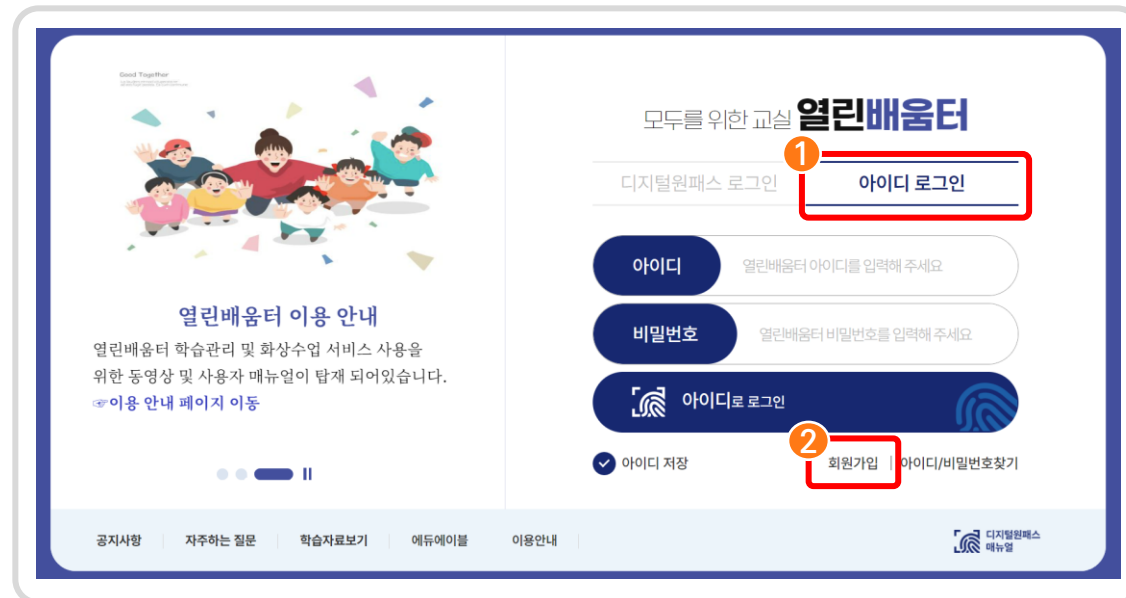 Good Together
열린배움터 이용 안내
열린배움터 학습관리 및 화상수업 서비스 사용을
위한 동영상 및 사용자 매뉴얼이 탑재 되어있습니다.
☞이용 안내 페이지 이동
모두를 위한 교실 열린배움터
1
디지털원패스 로그인 아이디 로그인
아이디 열린배움터 아이디를 입력해 주세요
비밀번호 열린배움터 비밀번호를 입력해 주세요
아이디로 로그인
2
아이디 저장 회원가입 | 아이디/비밀번호찾기
공지사항 자주하는 질문 학습자료보기 에듀에이블 이용안내
디지털원패스
매뉴얼